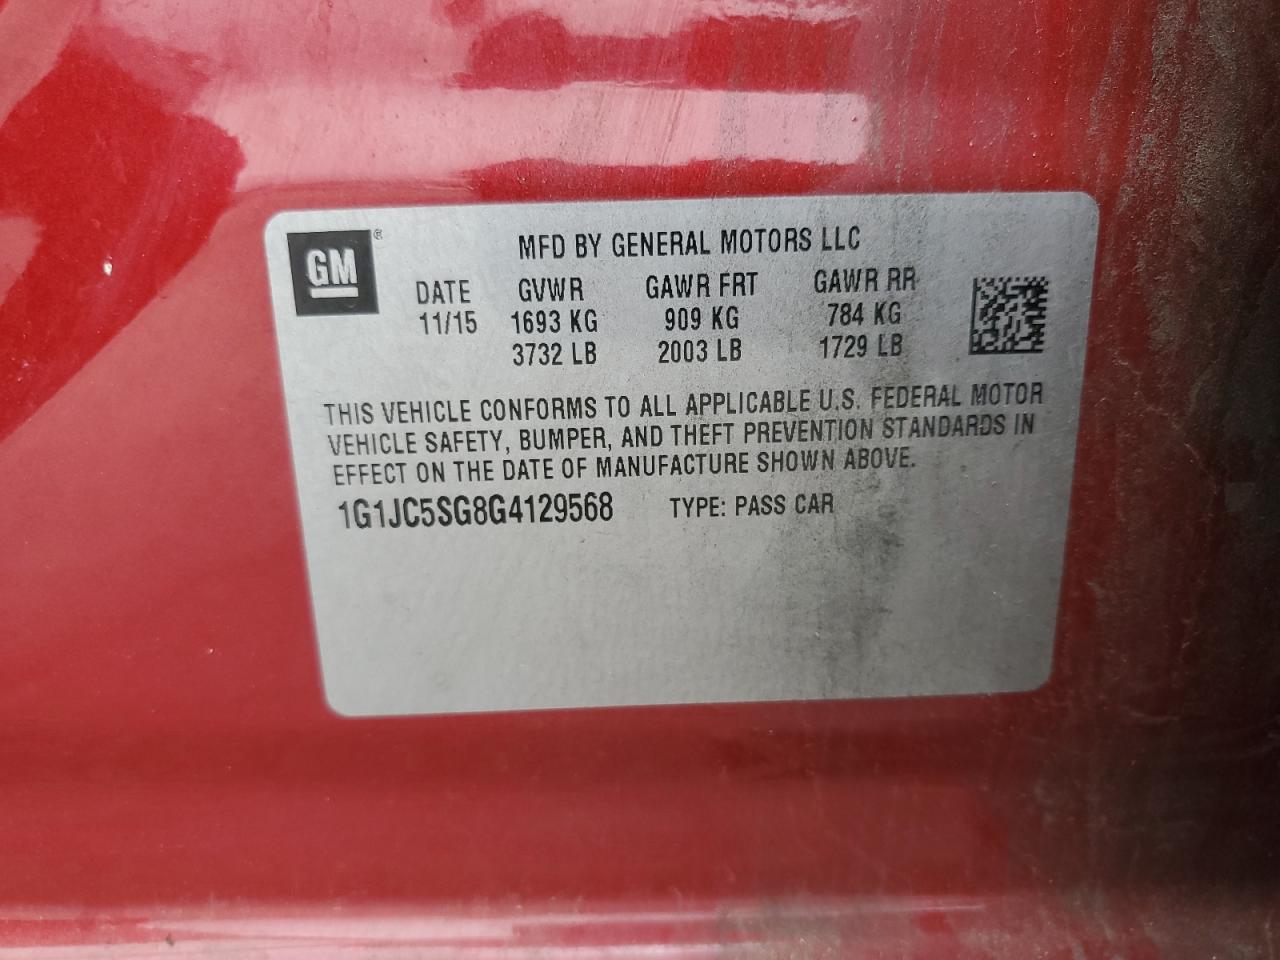 GM®
MFD BY GENERAL MOTORS LLC
DATE GVWR GAWR FRT GAWR RR
11/15 1693 KG 909 KG 784 KG
3732 LB 2003 LB 1729 LB
THIS VEHICLE CONFORMS TO ALL APPLICABLE U.S. FEDERAL MOTOR
VEHICLE SAFETY, BUMPER, AND THEFT PREVENTION STANDARDS IN
EFFECT ON THE DATE OF MANUFACTURE SHOWN ABOVE.
1G1JC5SG8G4129568 TYPE: PASS CAR